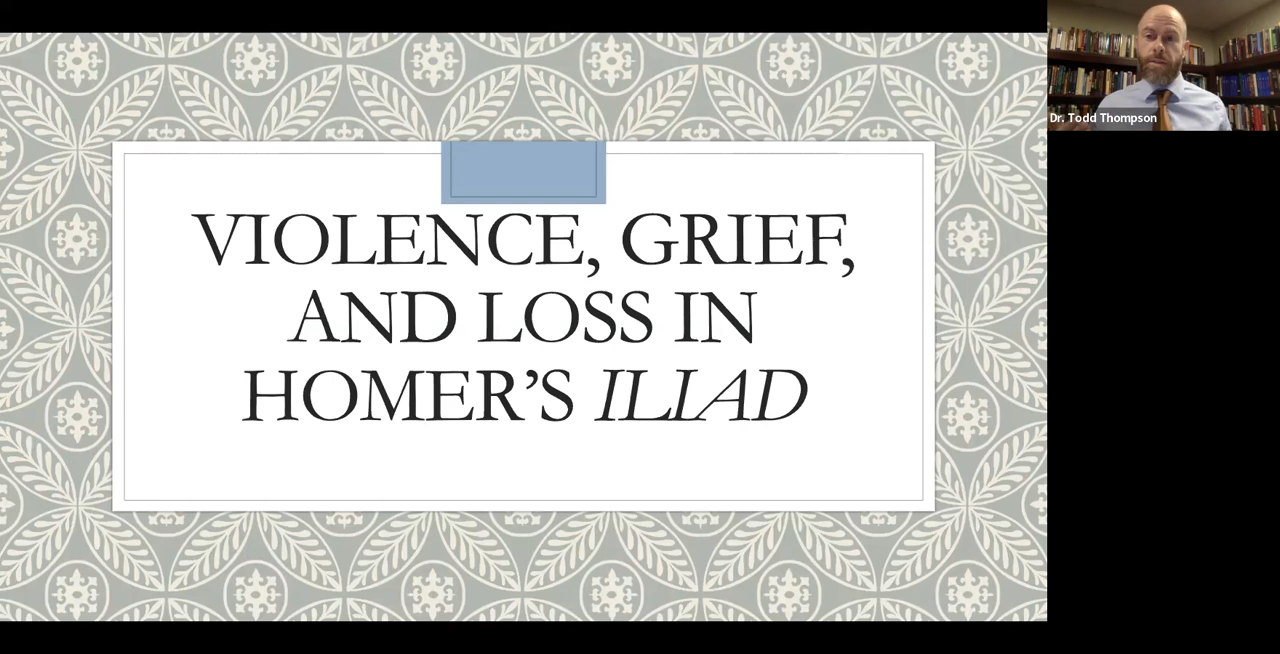 VIOLENCE, GRIEF,
AND LOSS IN
HOMER’S ILIAD
Dr. Todd Thompson